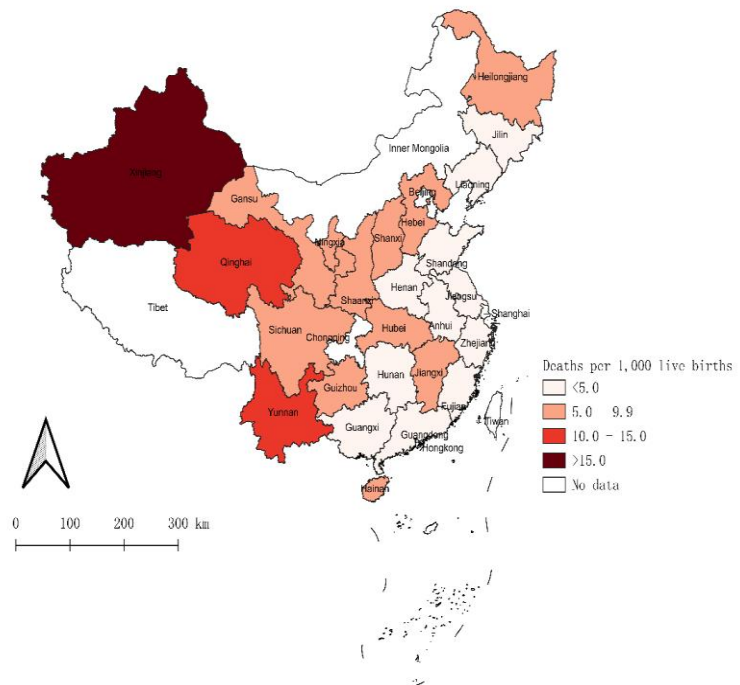 Heilongjiang
Jilin
Inner Mongolia
Liaoning
Xinjiang
Beijing
Gansu
Hebei
Ningxia
Shanxi
Qinghai
Shandong
Henan
Shaanxi
Jiangsu
Tibet
Shanghai
Sichuan
Anhui
Chongqing
Hubei
Zhejiang
Hunan
Jiangxi
Guizhou
Fujian
Yunnan
Tiwan
Guangxi
Guangdong
Hongkong
Hainan
Deaths per 1,000 live births
<5.0
5.0 9.9
10.0 - 15.0
>15.0
No data
0 100 200 300 km